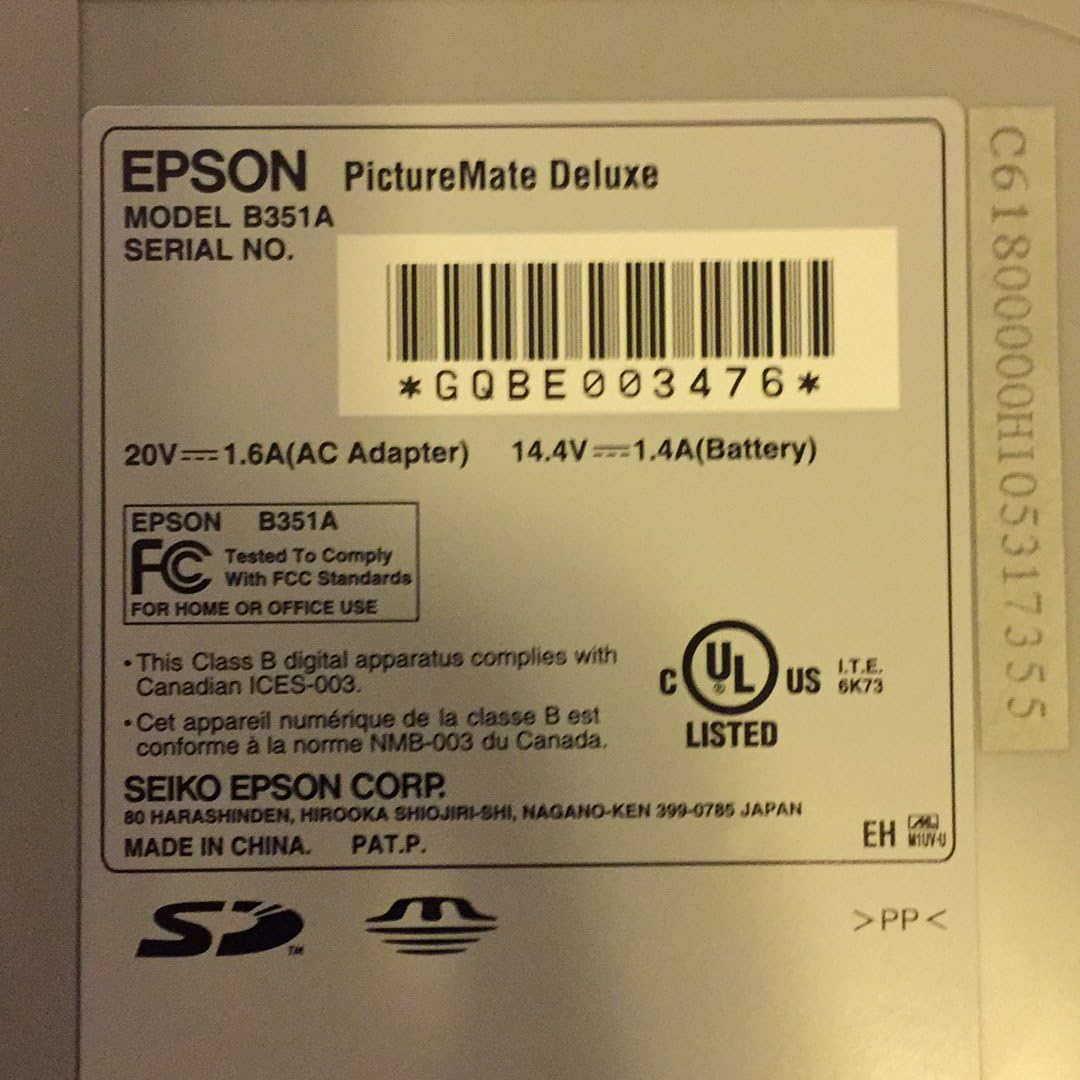 EPSON PictureMate Deluxe
MODEL B351A
SERIAL NO.
*GQBE003476*
20V⎓1.6A(AC Adapter) 14.4V⎓1.4A(Battery)
EPSON B351A
FC Tested To Comply
With FCC Standards
FOR HOME OR OFFICE USE
•This Class B digital apparatus complies with
Canadian ICES-003.
•Cet appareil numérique de la classe B est
conforme à la norme NMB-003 du Canada.
C UL® US I.T.E.
6K73
LISTED
SEIKO EPSON CORP.
80 HARASHINDEN, HIROOKA SHIOJIRI-SHI, NAGANO-KEN 399-0785 JAPAN
MADE IN CHINA. PAT.P.
EH M1UV-U
SD™
>PP<
C61800000H105317355